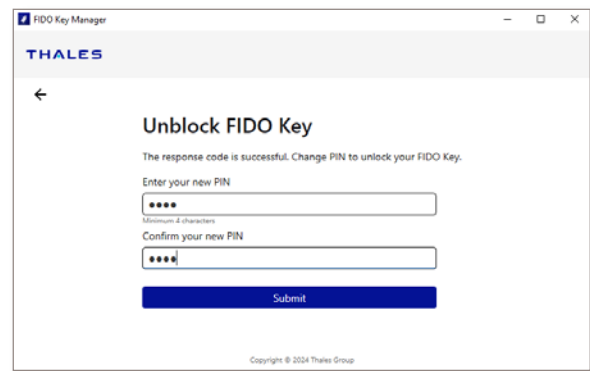 FIDO Key Manager
THALES
Unblock FIDO Key
The response code is successful. Change PIN to unlock your FIDO Key.
Enter your new PIN
••••
Minimum 4 characters
Confirm your new PIN
••••
Submit
Copyright © 2024 Thales Group